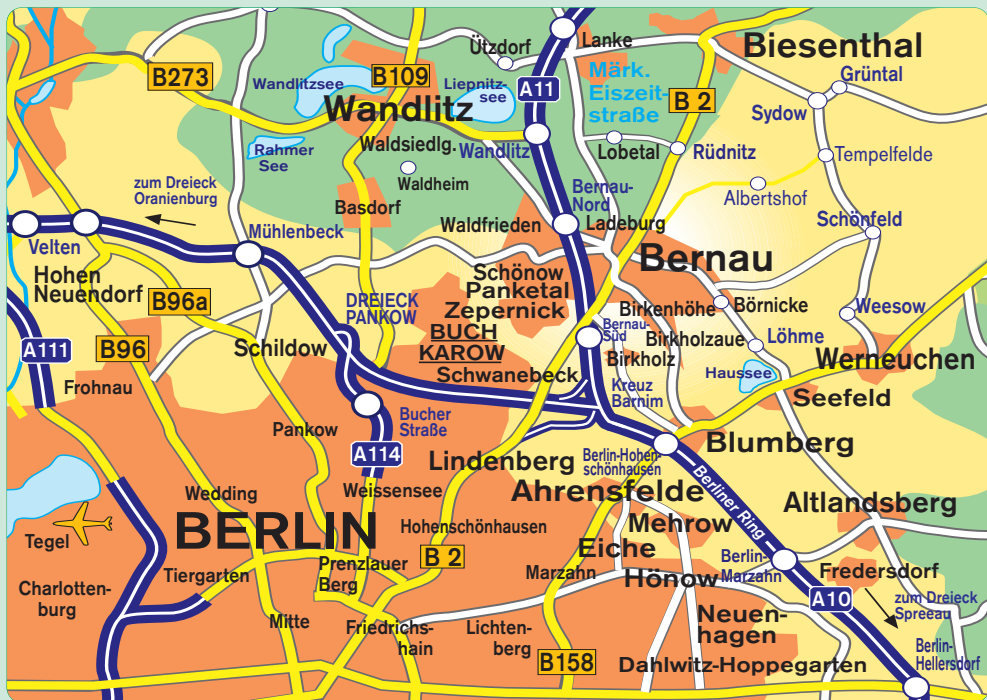 Lanke
Biesenthal
Ützdorf
B273
Wandlitzsee
B109
Liepnitz-
see
A11
Märk.
Eiszeit-
straße
B 2
Grüntal
Sydow
Wandlitz
Rahmer
See
Waldsiedlg.
Wandlitz
Lobetal
Rüdnitz
Tempelfelde
Waldheim
Albertshof
zum Dreieck
Oranienburg
Basdorf
Bernau-
Nord
Waldfrieden
Ladeburg
Schönfeld
Velten
Mühlenbeck
Bernau
Hohen
Neuendorf
B96a
Schönow
Panketal
Zepernick
BUCH
KAROW
Schwanebeck
DREIECK
PANKOW
Birkenhöhe
Börnicke
Weesow
Bernau-
Süd
Birkholzaue
Löhme
Birkholz
A111
B96
Schildow
Werneuchen
Haussee
Frohnau
Kreuz
Barnim
Seefeld
Bucher
Straße
Pankow
A114
Blumberg
Lindenberg
Berlin-Hohen-
schönhausen
Weissensee
Wedding
Ahrensfelde
Berliner Ring
Altlandsberg
BERLIN
Hohenschönhausen
Mehrow
Tegel
Eiche
B 2
Prenzlauer
Berg
Tiergarten
Marzahn
Hönow
Berlin-
Marzahn
Fredersdorf
Charlotten-
burg
A10
zum Dreieck
Spreeau
Mitte
Friedrichs-
hain
Lichten-
berg
Neuen-
hagen
Berlin-
Hellersdorf
B158
Dahlwitz-Hoppegarten